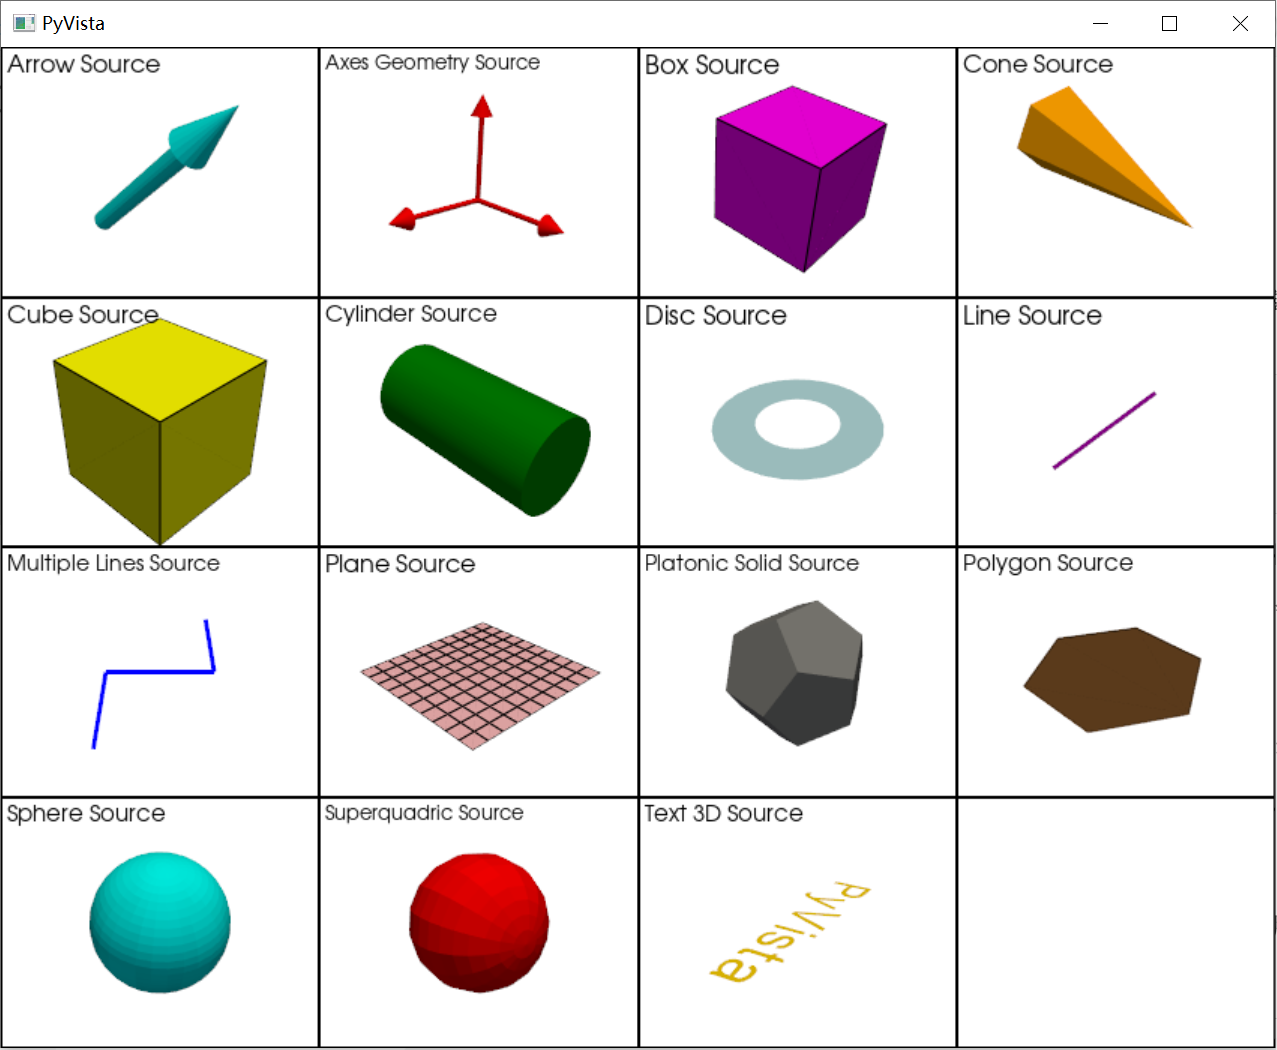 PyVista
Arrow Source
Axes Geometry Source
Box Source
Cone Source
Cube Source
Cylinder Source
Disc Source
Line Source
Multiple Lines Source
Plane Source
Platonic Solid Source
Polygon Source
Sphere Source
Superquadric Source
Text 3D Source
PyVista